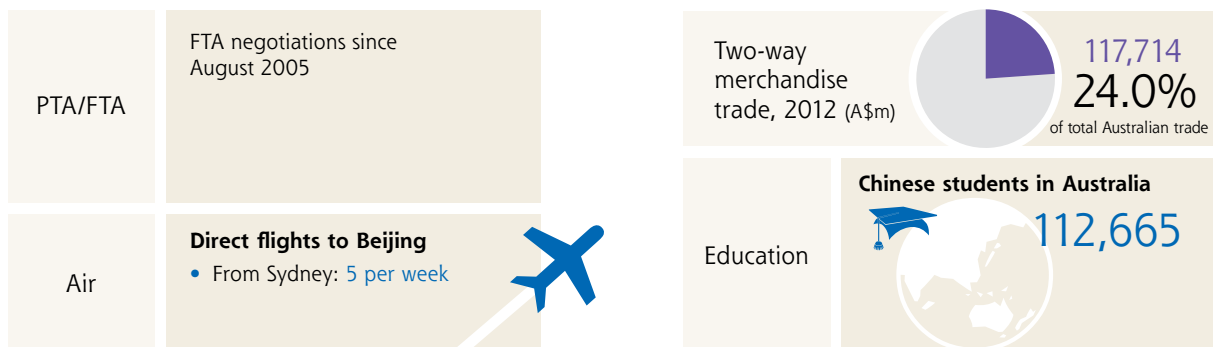 PTA/FTA
FTA negotiations since
August 2005
Air
Direct flights to Beijing
• From Sydney: 5 per week
Two-way
merchandise
trade, 2012 (A$m)
117,714
24.0%
of total Australian trade
Education
Chinese students in Australia
112,665